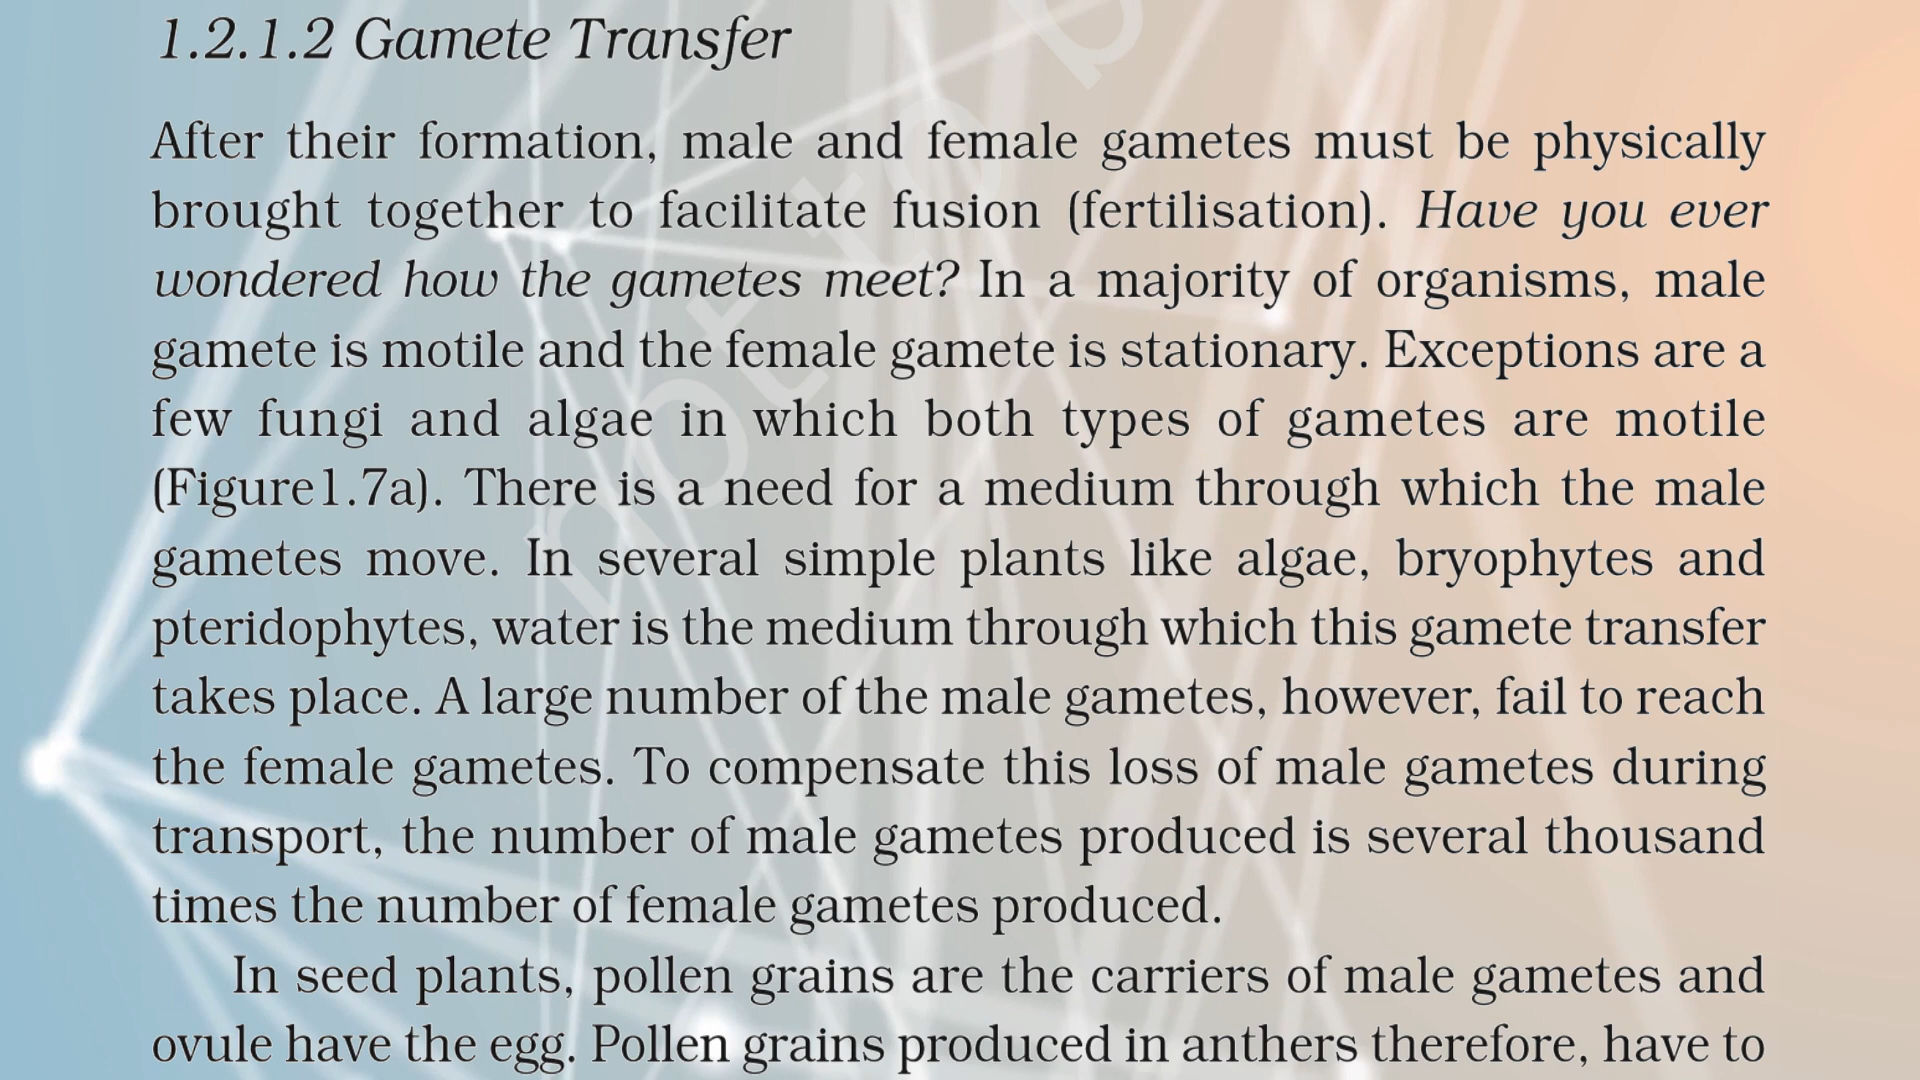 1.2.1.2 Gamete Transfer
After their formation, male and female gametes must be physically
brought together to facilitate fusion (fertilisation). Have you ever
wondered how the gametes meet? In a majority of organisms, male
gamete is motile and the female gamete is stationary. Exceptions are a
few fungi and algae in which both types of gametes are motile
(Figure1.7a). There is a need for a medium through which the male
gametes move. In several simple plants like algae, bryophytes and
pteridophytes, water is the medium through which this gamete transfer
takes place. A large number of the male gametes, however, fail to reach
the female gametes. To compensate this loss of male gametes during
transport, the number of male gametes produced is several thousand
times the number of female gametes produced.
In seed plants, pollen grains are the carriers of male gametes and
ovule have the egg. Pollen grains produced in anthers therefore, have to